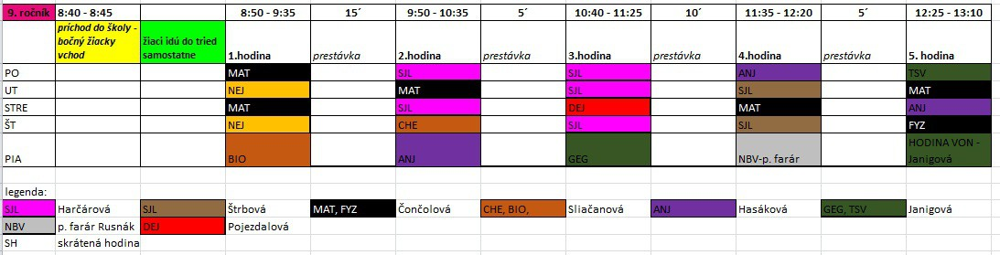 9. ročník 8:40 - 8:45 8:50 - 9:35 15´ 9:50 - 10:35 5´ 10:40 - 11:25 10´ 11:35 - 12:20 5´ 12:25 - 13:10
príchod do školy -
bočný žiacky
vchod
žiaci idú do tried
samostatne
1.hodina prestávka 2.hodina prestávka 3.hodina prestávka 4.hodina prestávka 5. hodina
PO MAT SJL SJL ANJ TSV
UT NEJ MAT SJL SJL MAT
STRE MAT SJL DEJ MAT ANJ
ŠT NEJ CHE SJL SJL FYZ
PIA BIO ANJ GEG NBV-p. farár HODINA VON -
Janigová
legenda:
SJL Harčárová SJL Štrbová MAT, FYZ Čončolová CHE, BIO, Sliačanová ANJ Hasáková GEG, TSV Janigová
NBV p. farár Rusnák DEJ Pojezdalová
SH skrátená hodina